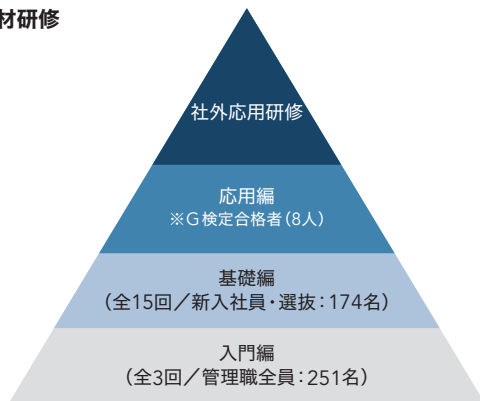 材研修
社外応用研修
応用編
※G検定合格者(8人)
基礎編
(全15回/新入社員・選抜:174名)
入門編
(全3回/管理職全員:251名)